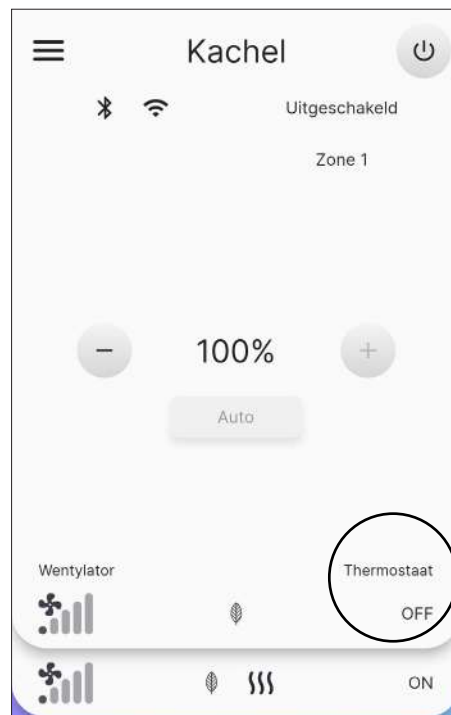 Kachel
Uitgeschakeld
Zone 1
100%
Auto
Wentylator Thermostaat
OFF
ON